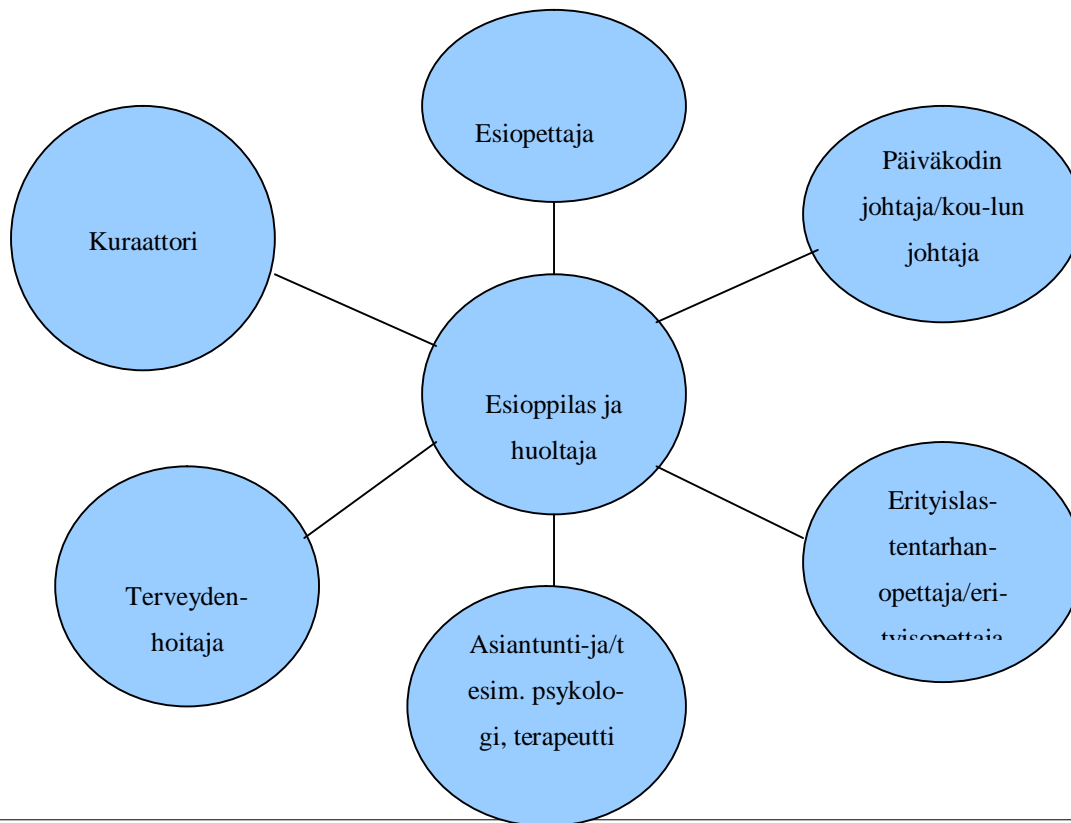 Esiopettaja
Päiväkodin
johtaja/kou-lun
johtaja
Kuraattori
Esioppilas ja
huoltaja
Erityislas-
tentarhan-
opettaja/eri-
tyisopettaja
Terveyden-
hoitaja
Asiantunti-ja/t
esim. psykolo-
gi, terapeutti